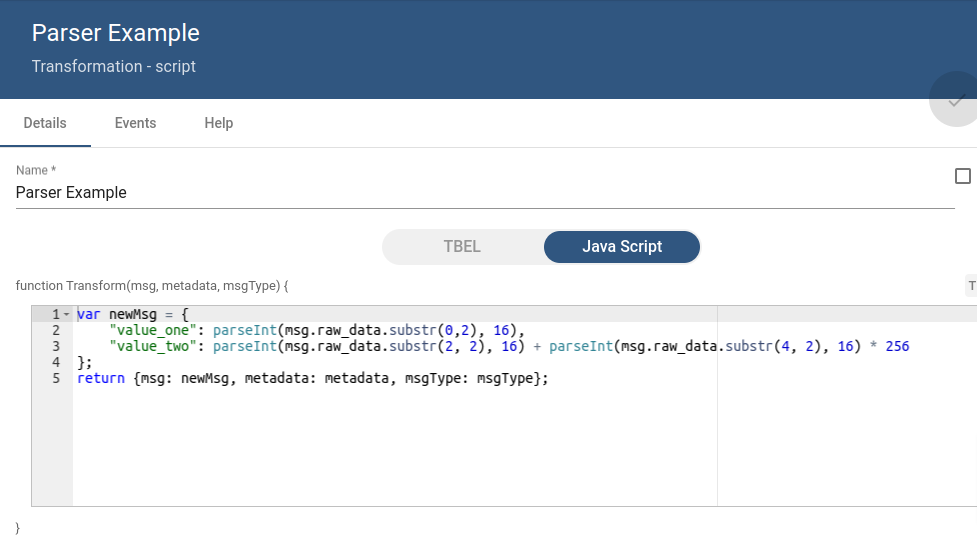 Parser Example
Transformation - script
Details Events Help
Name *
Parser Example
TBEL Java Script
function Transform(msg, metadata, msgType) {
T
1 var newMsg = {
2     "value_one": parseInt(msg.raw_data.substr(0,2), 16),
3     "value_two": parseInt(msg.raw_data.substr(2, 2), 16) + parseInt(msg.raw_data.substr(4, 2), 16) * 256
4 };
5 return {msg: newMsg, metadata: metadata, msgType: msgType};
}